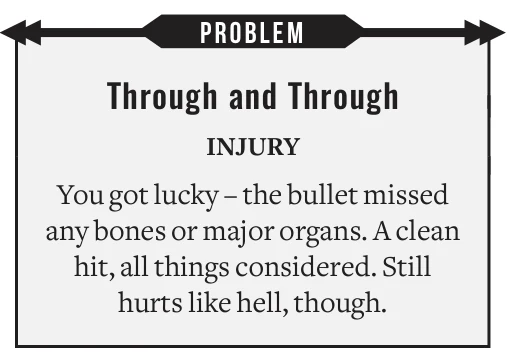 PROBLEM
Through and Through
INJURY
You got lucky – the bullet missed
any bones or major organs. A clean
hit, all things considered. Still
hurts like hell, though.